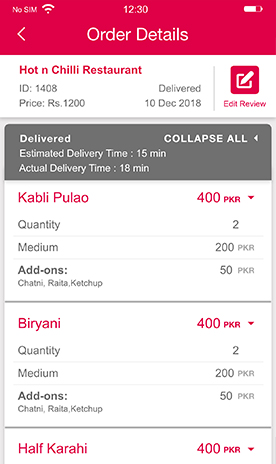 No SIM 12:30
Order Details
Hot n Chilli Restaurant
ID: 1408 Delivered
Price: Rs.1200 10 Dec 2018
Edit Review
Delivered COLLAPSE ALL
Estimated Delivery Time : 15 min
Actual Delivery Time : 18 min
Kabli Pulao 400 PKR
Quantity 2
Medium 200 PKR
Add-ons: 50 PKR
Chatni, Raita,Ketchup
Biryani 400 PKR
Quantity 2
Medium 200 PKR
Add-ons: 50 PKR
Chatni, Raita,Ketchup
Half Karahi 400 PKR